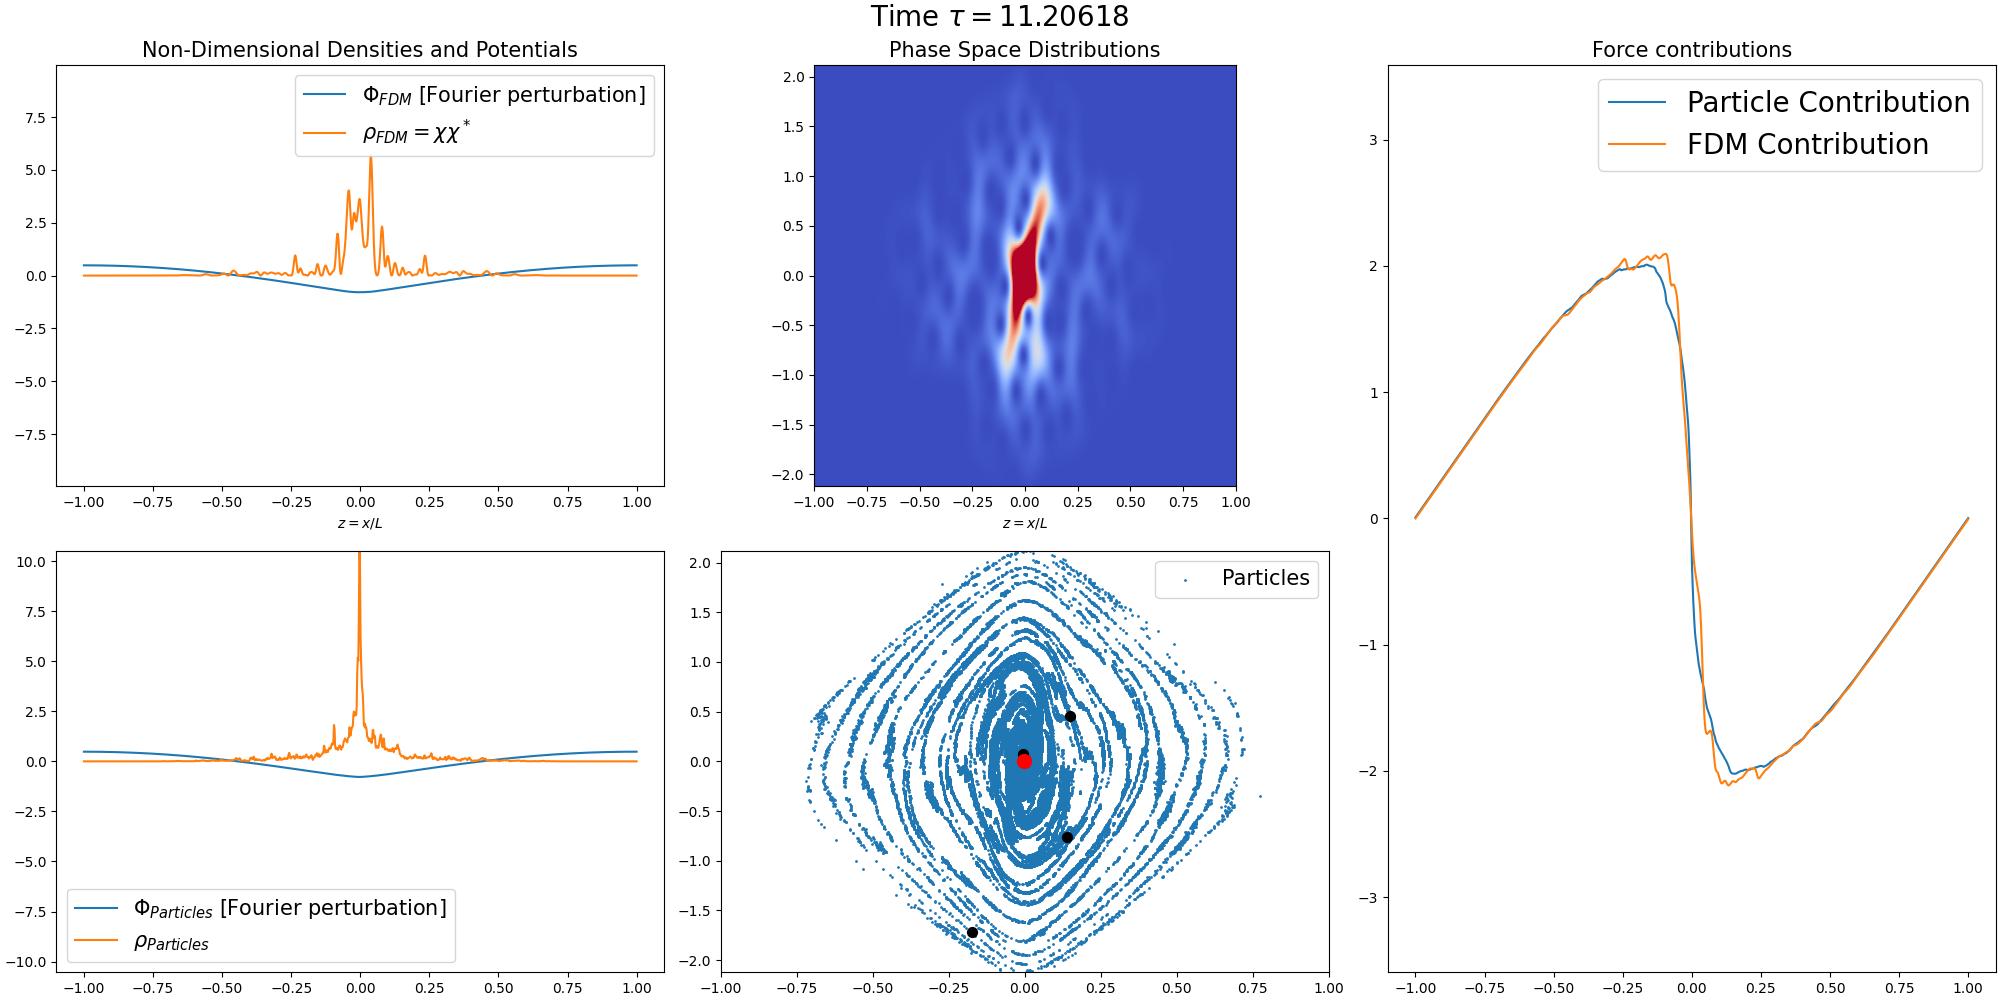 Time τ = 11.20618
Non-Dimensional Densities and Potentials
Φ_FDM [Fourier perturbation]
ρ_FDM = χχ*
7.5
5.0
2.5
0.0
−2.5
−5.0
−7.5
−1.00 −0.75 −0.50 −0.25 0.00 0.25 0.50 0.75 1.00
z = x/L
Phase Space Distributions
2.0
1.5
1.0
0.5
0.0
−0.5
−1.0
−1.5
−2.0
−1.00 −0.75 −0.50 −0.25 0.00 0.25 0.50 0.75 1.00
z = x/L
Force contributions
Particle Contribution
FDM Contribution
3
2
1
0
−1
−2
−3
−1.00 −0.75 −0.50 −0.25 0.00 0.25 0.50 0.75 1.00
10.0
7.5
5.0
2.5
0.0
−2.5
−5.0
−7.5
−10.0
Φ_Particles [Fourier perturbation]
ρ_Particles
−1.00 −0.75 −0.50 −0.25 0.00 0.25 0.50 0.75 1.00
Particles
2.0
1.5
1.0
0.5
0.0
−0.5
−1.0
−1.5
−2.0
−1.00 −0.75 −0.50 −0.25 0.00 0.25 0.50 0.75 1.00